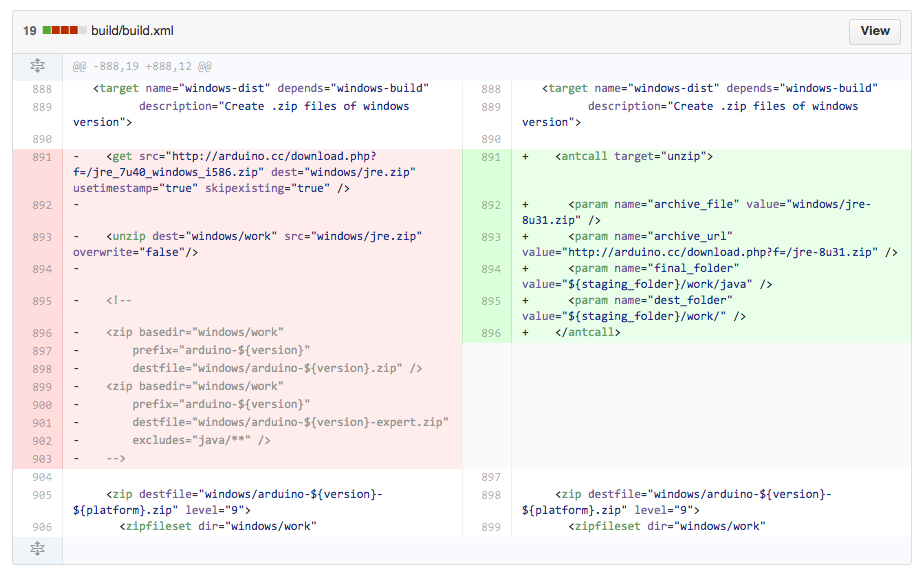 19 build/build.xml View
@@ -888,19 +888,12 @@
888 <target name="windows-dist" depends="windows-build"
889 description="Create .zip files of windows
version">
890
891 - <get src="http://arduino.cc/download.php?
f=/jre_7u40_windows_i586.zip" dest="windows/jre.zip"
usetimestamp="true" skipexisting="true" />
892 -
893 - <unzip dest="windows/work" src="windows/jre.zip"
overwrite="false"/>
894 -
895 - <!--
896 - <zip basedir="windows/work"
897 - prefix="arduino-${version}"
898 - destfile="windows/arduino-${version}.zip" />
899 - <zip basedir="windows/work"
900 - prefix="arduino-${version}"
901 - destfile="windows/arduino-${version}-expert.zip"
902 - excludes="java/**" />
903 - -->
904
905 <zip destfile="windows/arduino-${version}-
${platform}.zip" level="9">
906 <zipfileset dir="windows/work"
888 <target name="windows-dist" depends="windows-build"
889 description="Create .zip files of windows
version">
890
891 + <antcall target="unzip">
892 + <param name="archive_file" value="windows/jre-
8u31.zip" />
893 + <param name="archive_url"
value="http://arduino.cc/download.php?f=/jre-8u31.zip" />
894 + <param name="final_folder"
value="${staging_folder}/work/java" />
895 + <param name="dest_folder"
value="${staging_folder}/work/" />
896 + </antcall>
897
898 <zip destfile="windows/arduino-${version}-
${platform}.zip" level="9">
899 <zipfileset dir="windows/work"